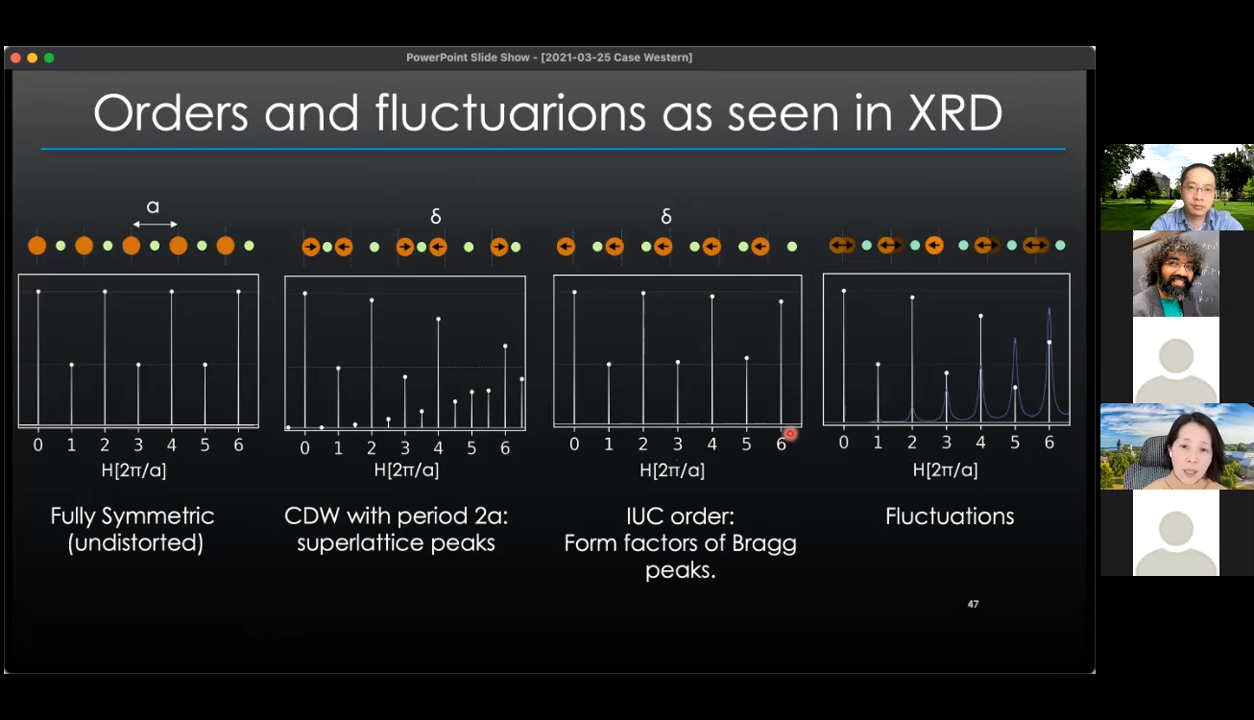 PowerPoint Slide Show - [2021-03-25 Case Western]
Orders and fluctuarions as seen in XRD
a
δ
δ
0 1 2 3 4 5 6
H[2π/a]
0 1 2 3 4 5 6
H[2π/a]
0 1 2 3 4 5 6
H[2π/a]
0 1 2 3 4 5 6
H[2π/a]
Fully Symmetric
(undistorted)
CDW with period 2a:
superlattice peaks
IUC order:
Form factors of Bragg
peaks.
Fluctuations
47